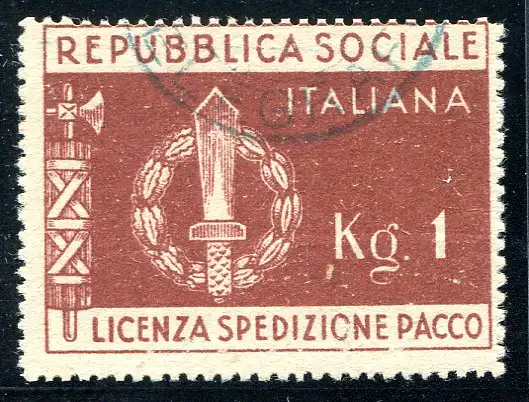 REPUBBLICA SOCIALE
ITALIANA
Kg. 1
LICENZA SPEDIZIONE PACCO